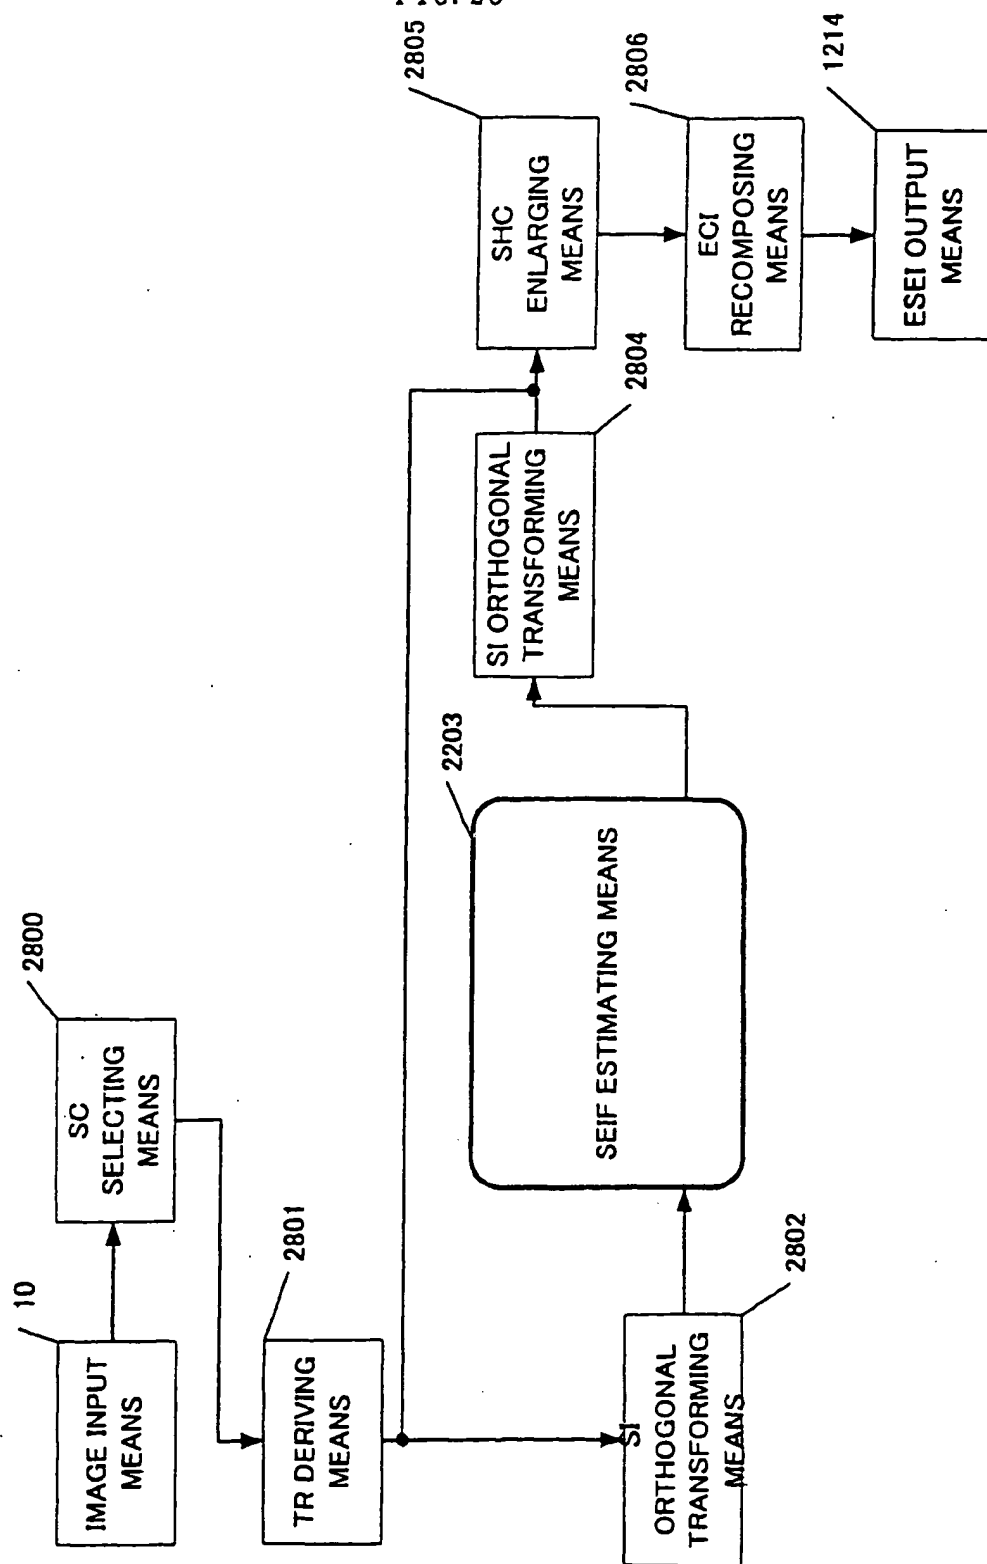 10
IMAGE INPUT
MEANS
2800
SC
SELECTING
MEANS
2801
TR DERIVING
MEANS
2802
SI
ORTHOGONAL
TRANSFORMING
MEANS
2203
SEIF ESTIMATING MEANS
2804
SI ORTHOGONAL
TRANSFORMING
MEANS
2805
SHC
ENLARGING
MEANS
2806
ECI
RECOMPOSING
MEANS
1214
ESEI OUTPUT
MEANS